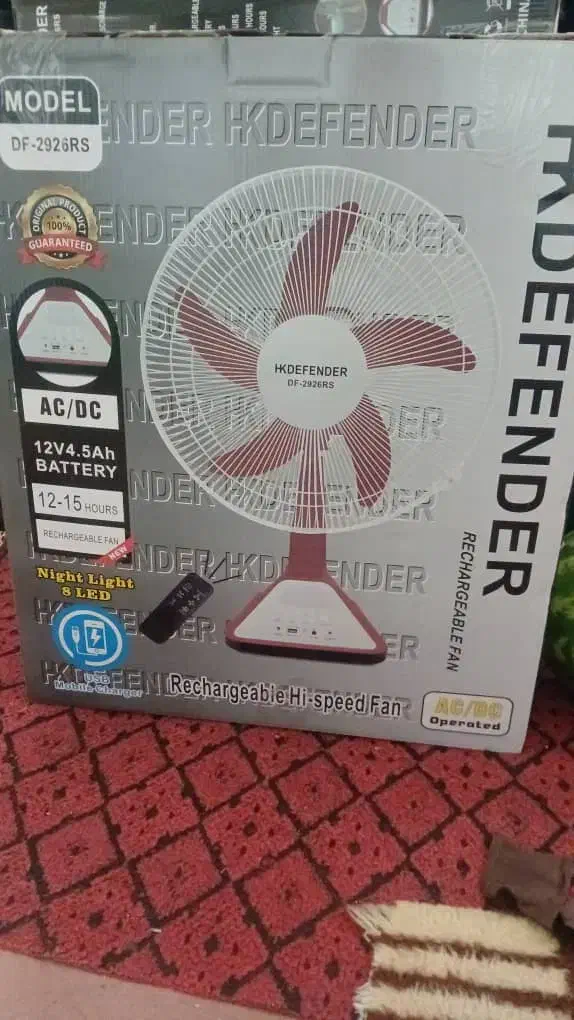 MODEL
DF-2926RS
HKDEFENDER
ORIGINAL PRODUCT
100%
GUARANTEED
AC/DC
12V4.5Ah
BATTERY
12-15 HOURS
RECHARGEABLE FAN
NEW
Night Light
8 LED
USB
Mobile Charger
HKDEFENDER
DF-2926RS
Rechargeable Hi-speed Fan
HKDEFENDER
RECHARGEABLE FAN
AC/DC
Operated